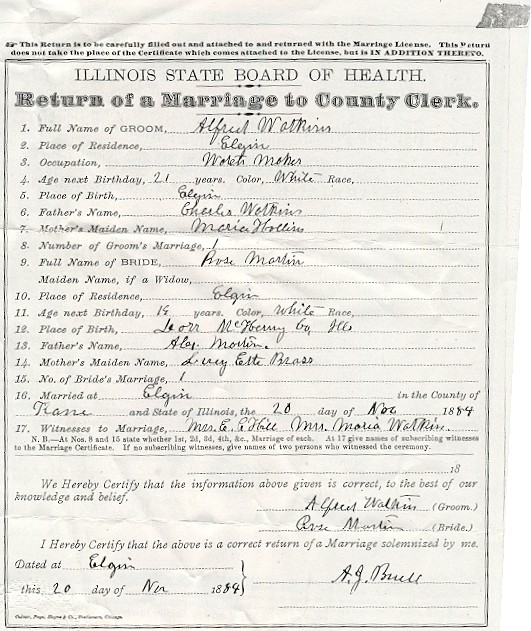 ☞ This Return is to be carefully filled out and attached to and returned with the Marriage License. This Return
does not take the place of the Certificate which comes attached to the License, but is IN ADDITION THERETO.
ILLINOIS STATE BOARD OF HEALTH.
Return of a Marriage to County Clerk.
1. Full Name of GROOM, Alfred Watkins
2. Place of Residence, Elgin
3. Occupation, Watch Maker
4. Age next Birthday, 21 years. Color, White Race,
5. Place of Birth, Elgin
6. Father's Name, Charles Watkins
7. Mother's Maiden Name, Maria Hollins
8. Number of Groom's Marriage, 1
9. Full Name of BRIDE, Rose Martin
Maiden Name, if a Widow,
10. Place of Residence, Elgin
11. Age next Birthday, 19 years. Color, White Race,
12. Place of Birth, McHenry Co, Ills
13. Father's Name, Alex. Martin
14. Mother's Maiden Name, Lucy Etta Brass
15. No. of Bride's Marriage, 1
16. Married at Elgin in the County of
Kane and State of Illinois, the 20 day of Nov 1884
17. Witnesses to Marriage, Mrs. E. E. Hill Mrs. Maria Watkins.
N. B.—At Nos. 8 and 15 state whether 1st, 2d, 3d, 4th, &c., Marriage of each. At 17 give names of subscribing witnesses
to the Marriage Certificate. If no subscribing witnesses, give names of two persons who witnessed the ceremony.
18
We Hereby Certify that the information above given is correct, to the best of our
knowledge and belief.
Alfred Watkins (Groom.)
Rose Martin (Bride.)
I Hereby Certify that the above is a correct return of a Marriage solemnized by me.
Dated at Elgin
this 20 day of Nov 1884 A. J. Buell
Culver, Page, Hoyne & Co., Stationers, Chicago.